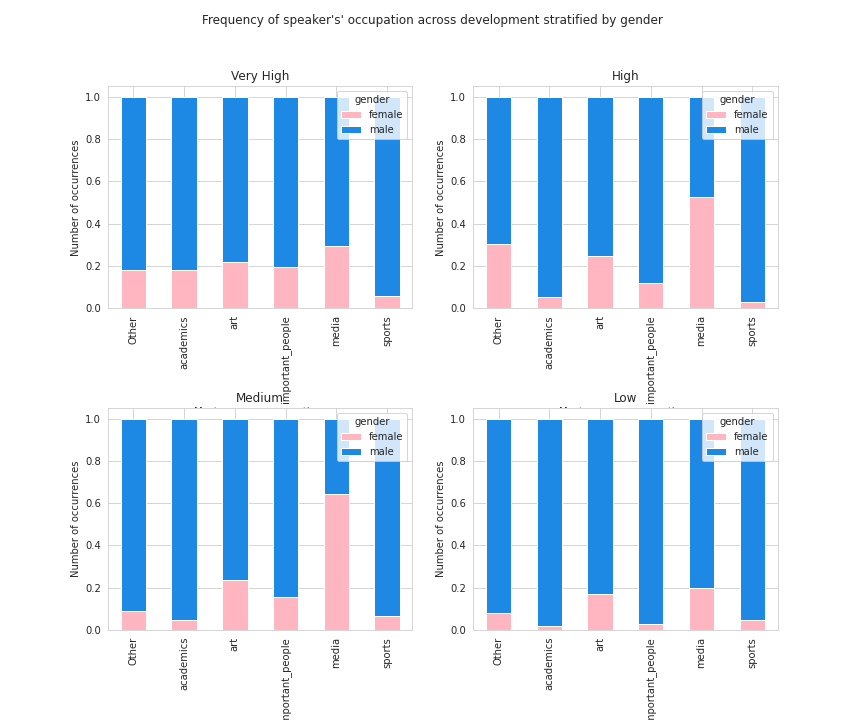 Frequency of speaker's' occupation across development stratified by gender
Very High
Number of occurrences
1.0
0.8
0.6
0.4
0.2
0.0
gender
female
male
Other
academics
art
important_people
media
sports
High
Number of occurrences
1.0
0.8
0.6
0.4
0.2
0.0
gender
female
male
Other
academics
art
important_people
media
sports
Medium
Number of occurrences
1.0
0.8
0.6
0.4
0.2
0.0
gender
female
male
Other
academics
art
mportant_people
media
sports
Low
Number of occurrences
1.0
0.8
0.6
0.4
0.2
0.0
gender
female
male
Other
academics
art
mportant_people
media
sports